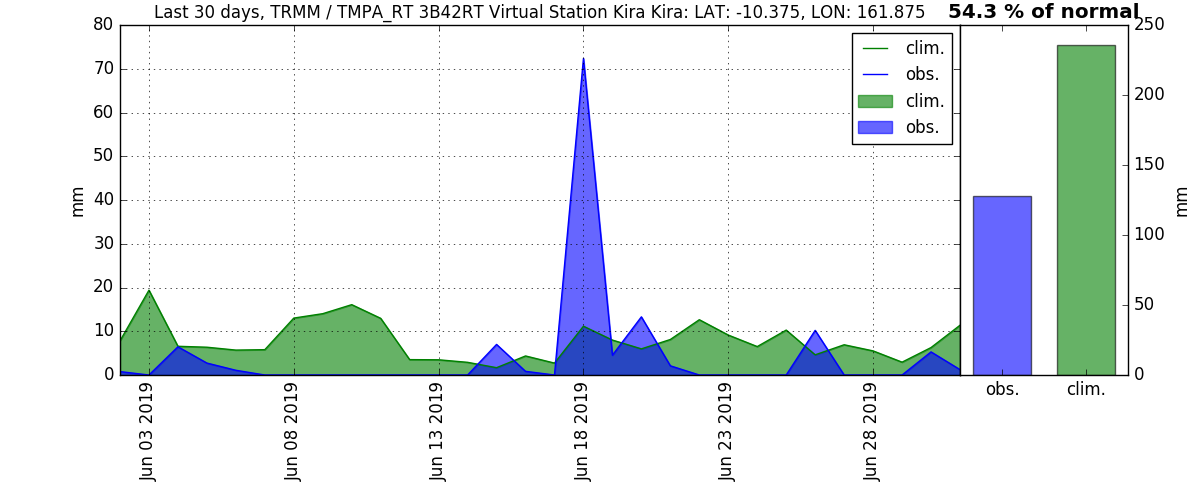 Last 30 days, TRMM / TMPA_RT 3B42RT Virtual Station Kira Kira: LAT: -10.375, LON: 161.875
54.3 % of normal
80
70
60
50
40
30
20
10
0
mm
clim.
obs.
clim.
obs.
Jun 03 2019
Jun 08 2019
Jun 13 2019
Jun 18 2019
Jun 23 2019
Jun 28 2019
250
200
150
100
50
0
mm
obs.
clim.